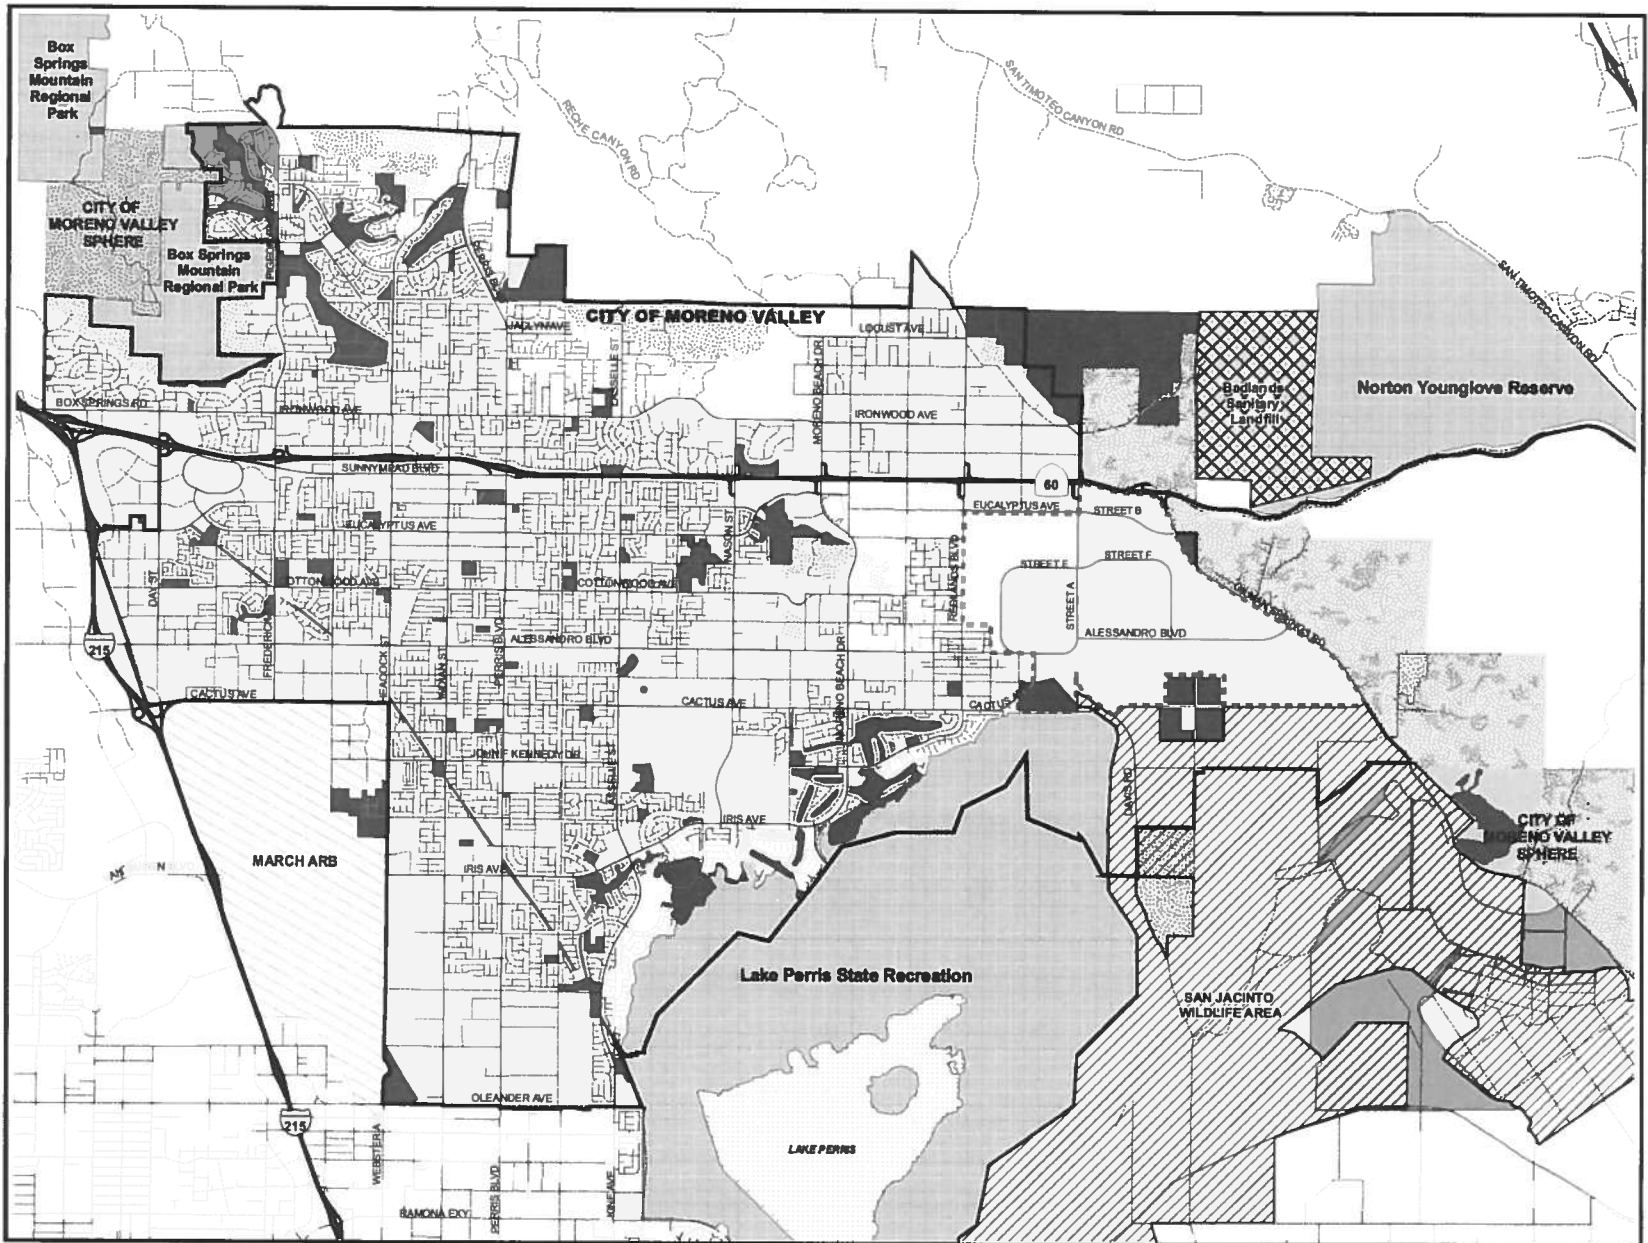 Box
Springs
Mountain
Regional
Park
SAN TIMOTEO CANYON RD
RECHE CANYON RD
CITY OF
MORENO VALLEY
SPHERE
Box Springs
Mountain
Regional Park
SAN TIMOTEO CANYON RD
CITY OF MORENO VALLEY
JACLYN AVE
LOCUST AVE
MORENO BEACH DR
Badlands
Sanitary
Landfill
Norton Younglove Reserve
BOX SPRINGS RD
IRONWOOD AVE
IRONWOOD AVE
SUNNYMEAD BLVD
60
EUCALYPTUS AVE
STREET B
EUCALYPTUS AVE
NASON ST
REDLANDS BLVD
STREET F
STREET E
STREET A
DAY ST
COTTONWOOD AVE
COTTONWOOD AVE
ALESSANDRO BLVD
ALESSANDRO BLVD
215
FREDERICK
HEACOCK ST
INDIAN ST
PERRIS BLVD
MORENO BEACH DR
CACTUS AVE
CACTUS AVE
CACTUS
JOHN F KENNEDY DR
DAVIS RD
IRIS AVE
CITY OF
MORENO VALLEY
SPHERE
MARCH ARB
IRIS AVE
Lake Perris State Recreation
SAN JACINTO
WILDLIFE AREA
OLEANDER AVE
215
LAKE PERRIS
WEBSTER A
PERRIS BLVD
RAMONA EXY